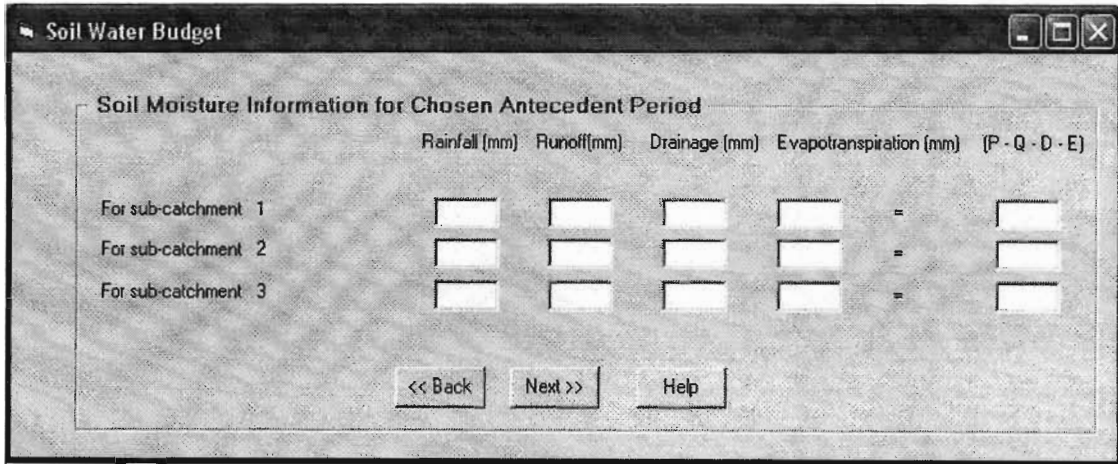 Soil Water Budget
Soil Moisture Information for Chosen Antecedent Period
Rainfall (mm) Runoff(mm) Drainage (mm) Evapotranspiration (mm) (P - Q - D - E)
For sub-catchment 1 =
For sub-catchment 2 =
For sub-catchment 3 =
<< Back Next >> Help